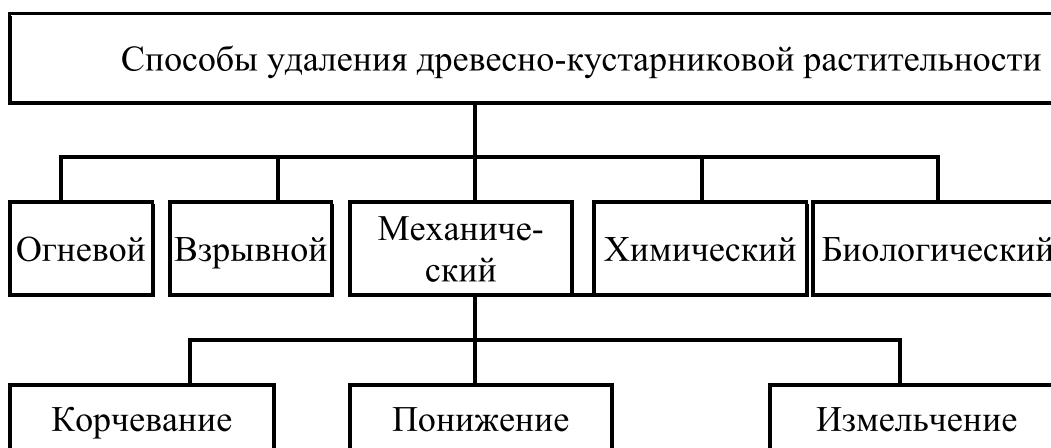 Способы удаления древесно-кустарниковой растительности
Огневой
Взрывной
Механиче-
ский
Химический
Биологический
Корчевание
Понижение
Измельчение